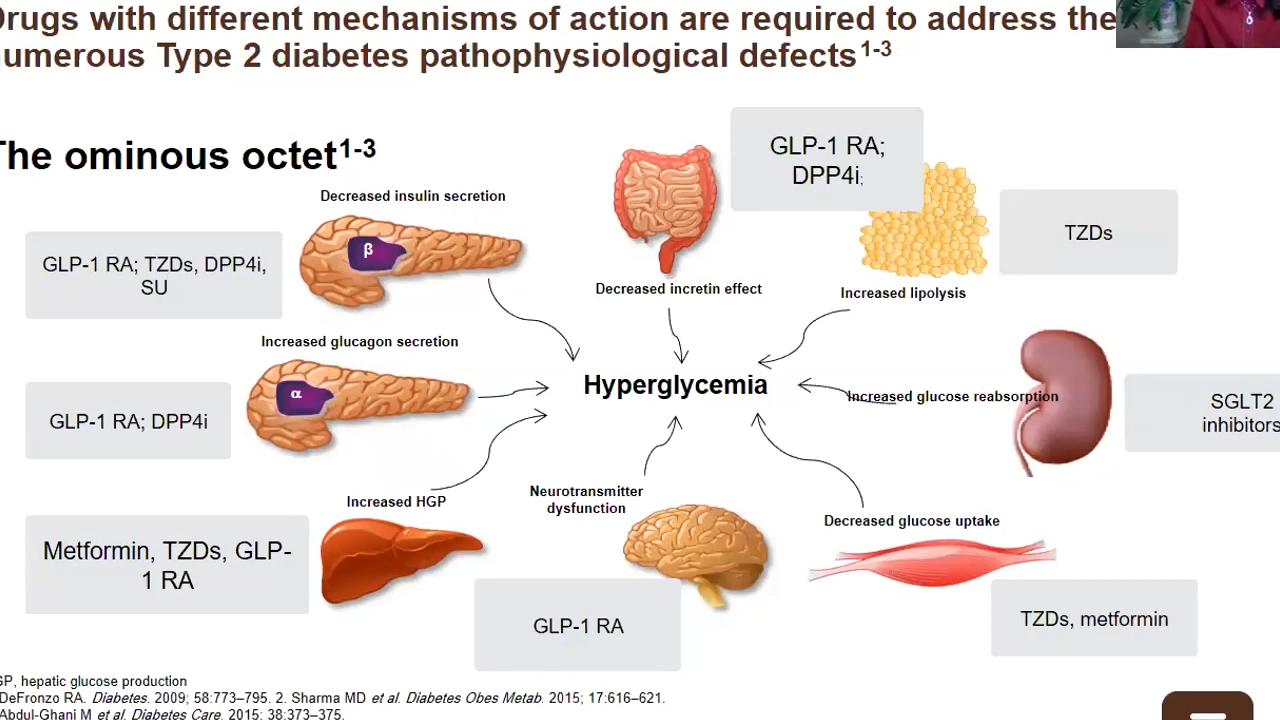 Drugs with different mechanisms of action are required to address the
numerous Type 2 diabetes pathophysiological defects1-3
The ominous octet1-3
GLP-1 RA;
DPP4i;
Decreased insulin secretion
β
TZDs
GLP-1 RA; TZDs, DPP4i,
SU
Decreased incretin effect
Increased lipolysis
Increased glucagon secretion
α
Hyperglycemia
Increased glucose reabsorption
SGLT2
inhibitors
GLP-1 RA; DPP4i
Increased HGP
Neurotransmitter
dysfunction
Decreased glucose uptake
Metformin, TZDs, GLP-
1 RA
GLP-1 RA
TZDs, metformin
GP, hepatic glucose production
DeFronzo RA. Diabetes. 2009; 58:773–795. 2. Sharma MD et al. Diabetes Obes Metab. 2015; 17:616–621.
Abdul-Ghani M et al. Diabetes Care. 2015; 38:373–375.